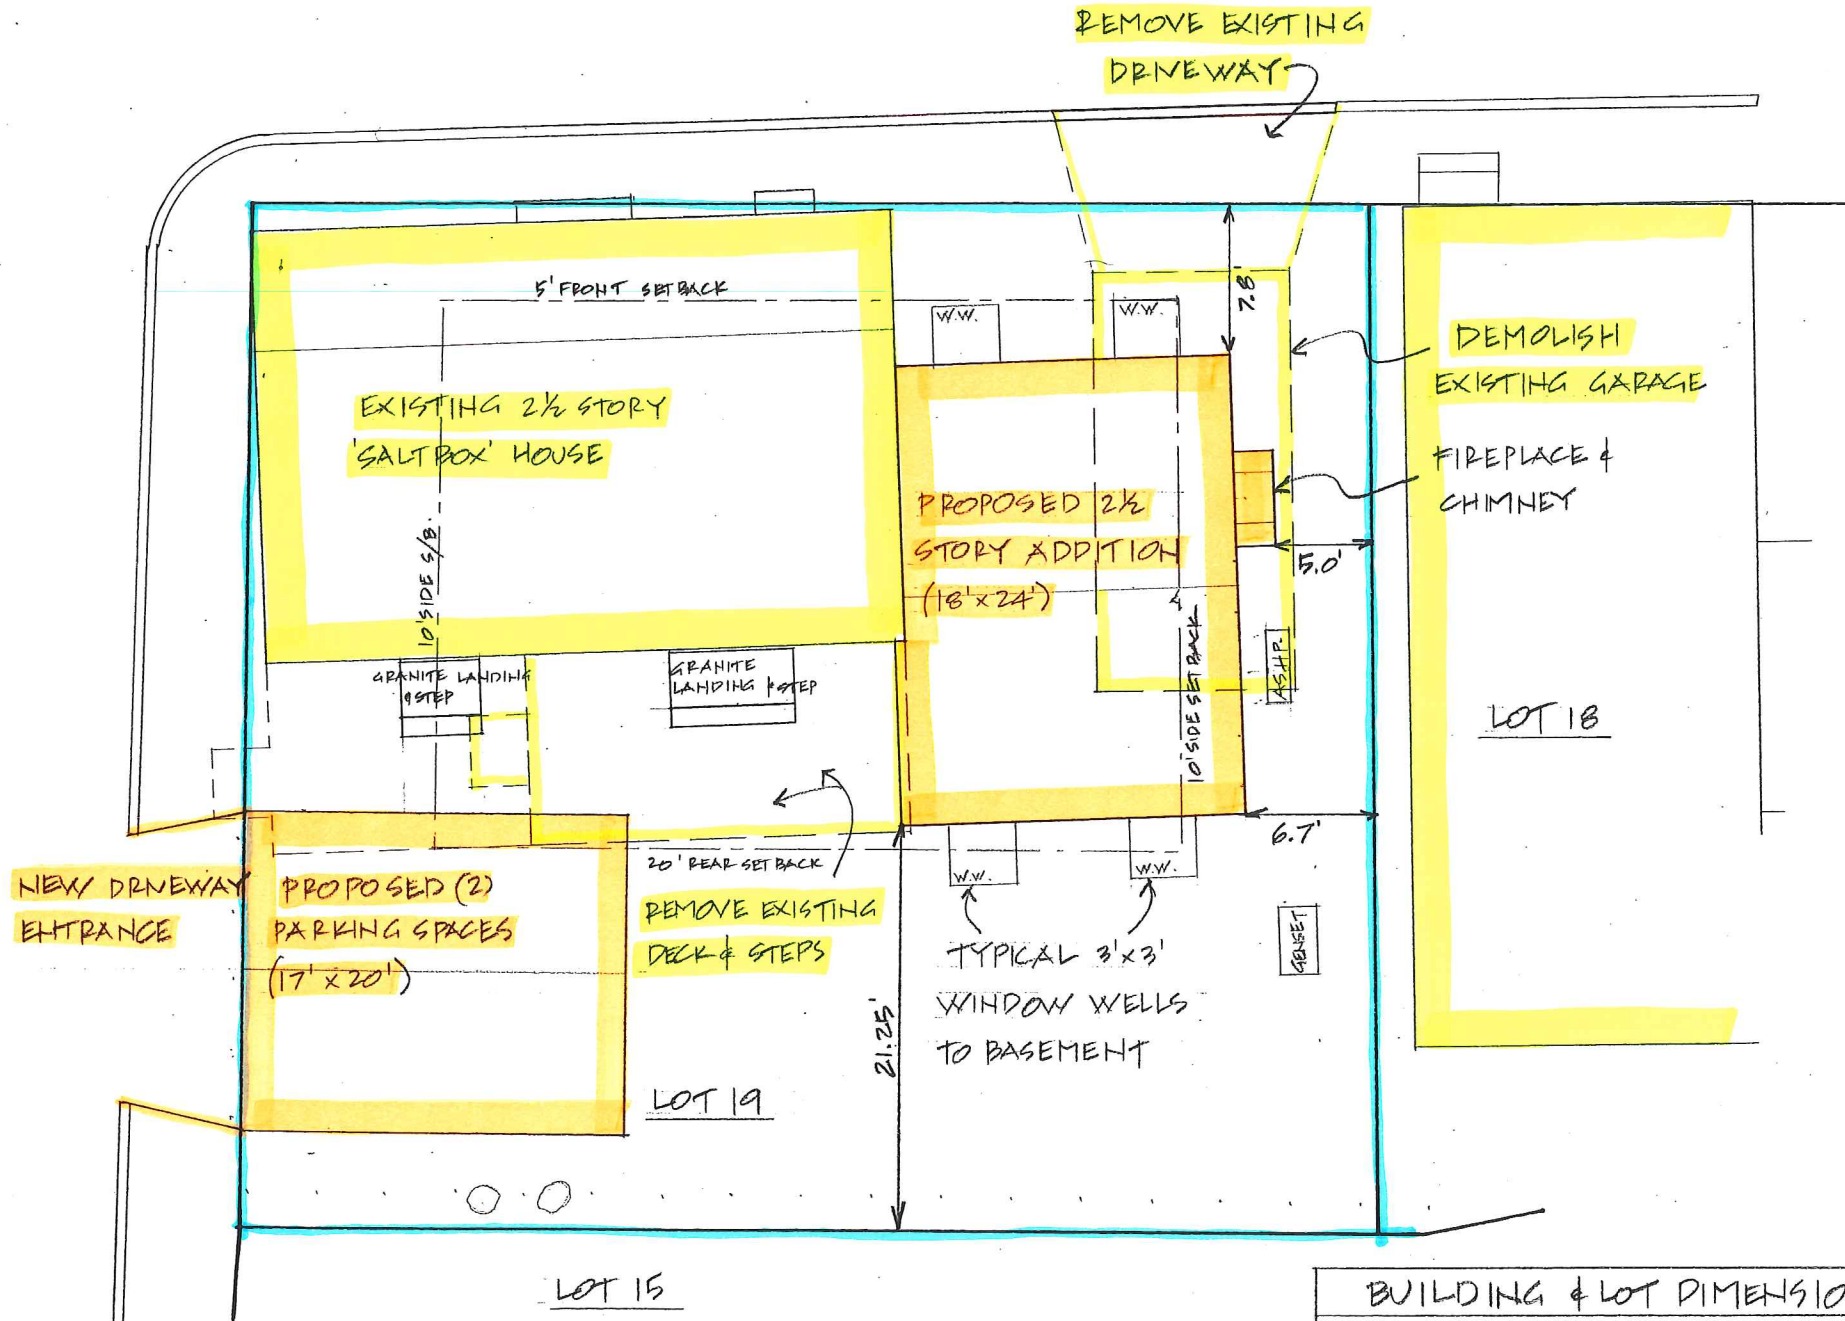 REMOVE EXISTING
DRIVEWAY
5' FRONT SETBACK
W.W.
W.W.
7.8'
DEMOLISH
EXISTING GARAGE
EXISTING 2½ STORY
'SALTBOX' HOUSE
FIREPLACE &
CHIMNEY
PROPOSED 2½
STORY ADDITION
(18' x 24')
5.0'
10' SIDE S/B.
10' SIDE SETBACK
ASHP
GRANITE LANDING
& STEP
GRANITE
LANDING & STEP
LOT 18
6.7'
20' REAR SETBACK
W.W.
W.W.
NEW DRIVEWAY
ENTRANCE
PROPOSED (2)
PARKING SPACES
(17' x 20')
REMOVE EXISTING
DECK & STEPS
TYPICAL 3'x3'
WINDOW WELLS
TO BASEMENT
GENSET
21.25'
LOT 19
LOT 15
BUILDING & LOT DIMENSIO